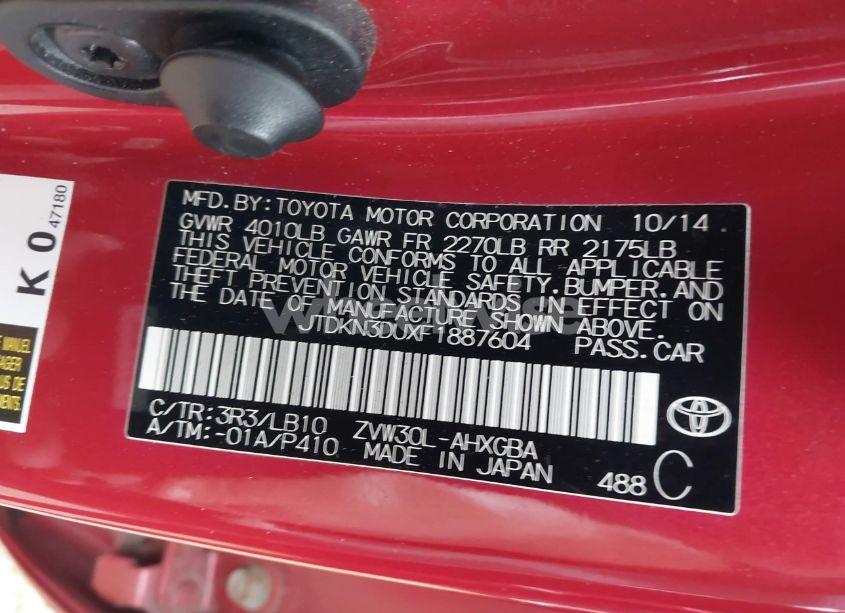 K 0
47180
MANUEL
MFD.BY:TOYOTA MOTOR CORPORATION 10/14
GVWR 4010LB GAWR FR 2270LB RR 2175LB
THIS VEHICLE CONFORMS TO ALL APPLICABLE
FEDERAL MOTOR VEHICLE SAFETY.BUMPER.AND
THEFT PREVENTION STANDARDS IN EFFECT ON
THE DATE OF MANUFACTURE SHOWN ABOVE.
JTDKN3DUXF1887604 PASS.CAR
C/TR:3R3/LB10 ZVW30L-AHXGBA
A/TM:-01A/P410 MADE IN JAPAN
488 C